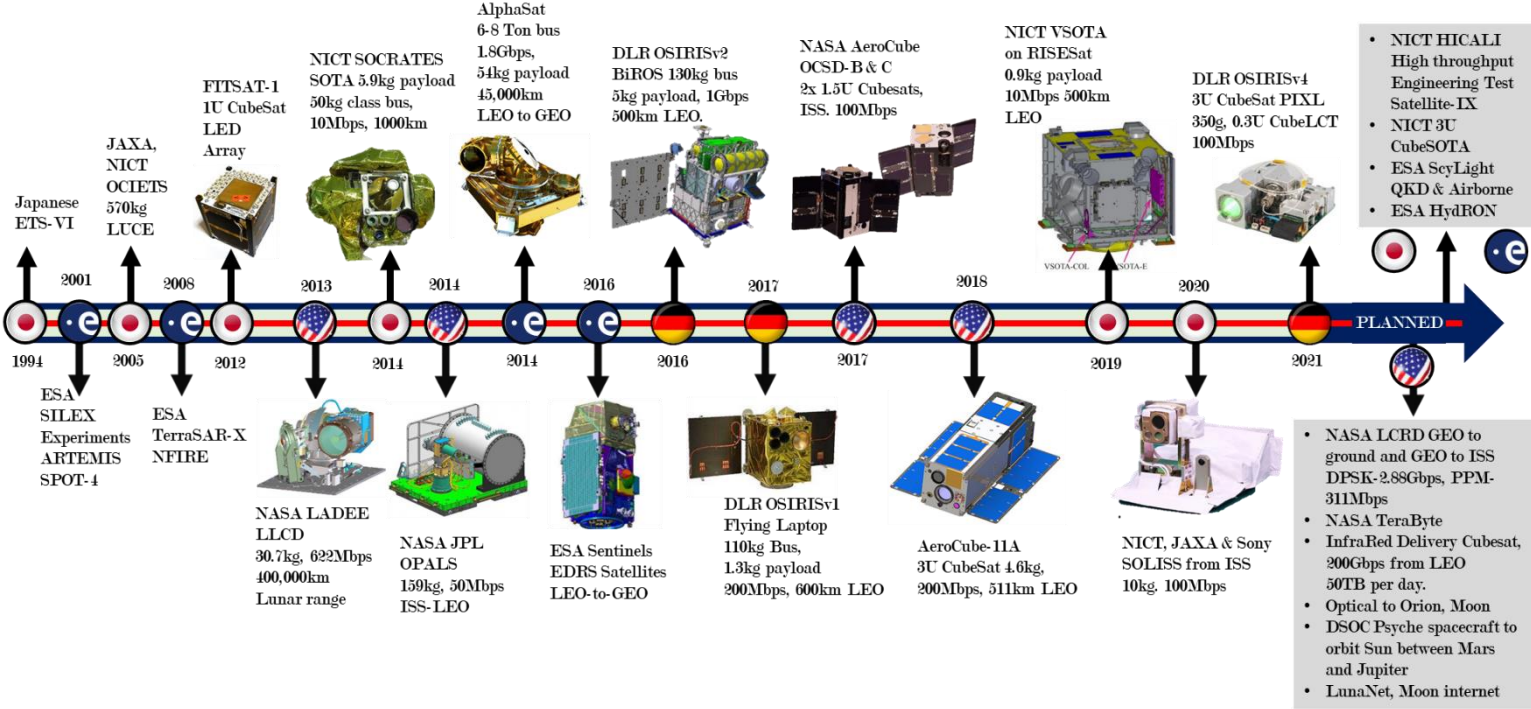 Japanese
ETS-VI
1994
2001
ESA
SILEX
Experiments
ARTEMIS
SPOT-4
JAXA,
NICT
OCIETS
570kg
LUCE
2005
2008
ESA
TerraSAR-X
NFIRE
FITSAT-1
1U CubeSat
LED
Array
2012
2013
NASA LADEE
LLCD
30.7kg, 622Mbps
400,000km
Lunar range
NICT SOCRATES
SOTA 5.9kg payload
50kg class bus,
10Mbps, 1000km
2014
2014
NASA JPL
OPALS
159kg, 50Mbps
ISS-LEO
AlphaSat
6-8 Ton bus
1.8Gbps,
54kg payload
45,000km
LEO to GEO
2014
2016
ESA Sentinels
EDRS Satellites
LEO-to-GEO
DLR OSIRISv2
BiROS 130kg bus
5kg payload, 1Gbps
500km LEO.
2016
2017
DLR OSIRISv1
Flying Laptop
110kg Bus,
1.3kg payload
200Mbps, 600km LEO
NASA AeroCube
OCSD-B & C
2x 1.5U Cubesats,
ISS. 100Mbps
2017
2018
AeroCube-11A
3U CubeSat 4.6kg,
200Mbps, 511km LEO
NICT VSOTA
on RISESat
0.9kg payload
10Mbps 500km
LEO
VSOTA-COL
VSOTA-E
2019
2020
NICT, JAXA & Sony
SOLISS from ISS
10kg. 100Mbps
DLR OSIRISv4
3U CubeSat PIXL
350g, 0.3U CubeLCT
100Mbps
2021
• NICT HICALI
High throughput
Engineering Test
Satellite-IX
• NICT 3U
CubeSOTA
• ESA ScyLight
QKD & Airborne
• ESA HydRON
PLANNED
• NASA LCRD GEO to
ground and GEO to ISS
DPSK-2.88Gbps, PPM-
311Mbps
• NASA TeraByte
• InfraRed Delivery Cubesat,
200Gbps from LEO
50TB per day.
• Optical to Orion, Moon
• DSOC Psyche spacecraft to
orbit Sun between Mars
and Jupiter
• LunaNet, Moon internet